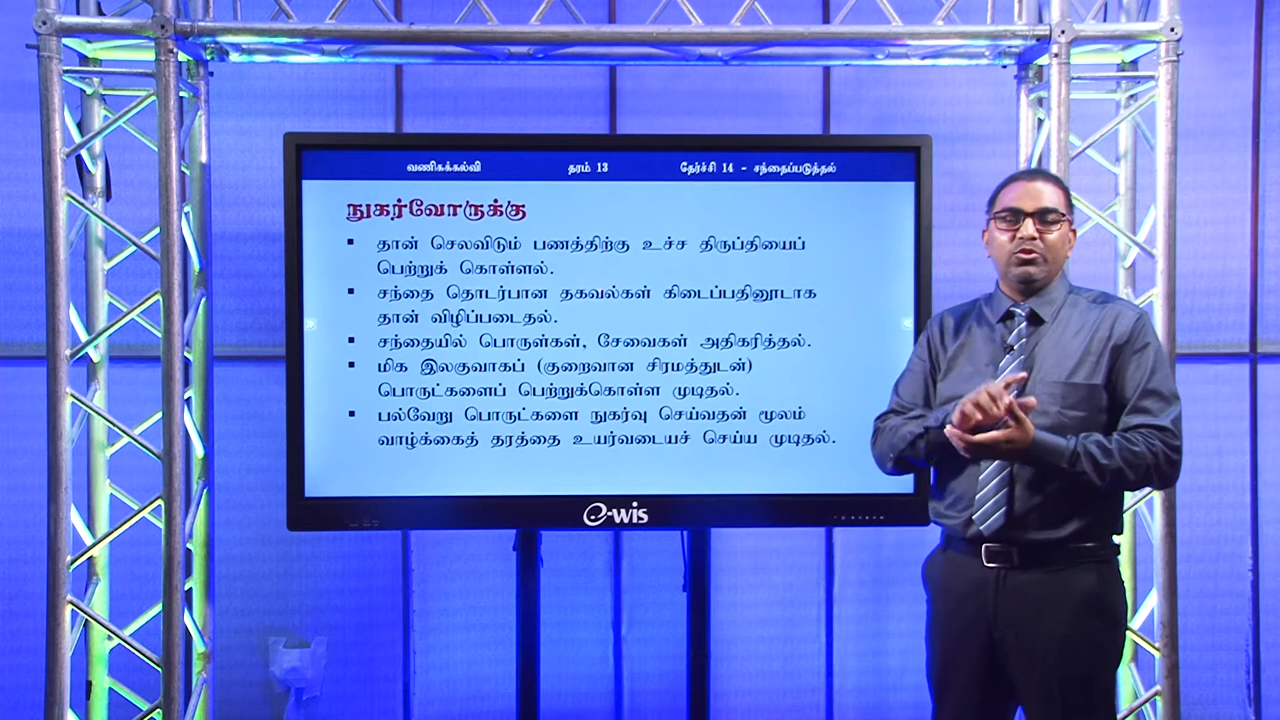 வணிகக்கல்வி தரம் 13 தேர்ச்சி 14 - சந்தைப்படுத்தல்
நுகர்வோருக்கு
▪ தான் செலவிடும் பணத்திற்கு உச்ச திருப்தியைப்
பெற்றுக் கொள்ளல்.
▪ சந்தை தொடர்பான தகவல்கள் கிடைப்பதினூடாக
தான் விழிப்படைதல்.
▪ சந்தையில் பொருள்கள், சேவைகள் அதிகரித்தல்.
▪ மிக இலகுவாகப் (குறைவான சிரமத்துடன்)
பொருட்களைப் பெற்றுக்கொள்ள முடிதல்.
▪ பல்வேறு பொருட்களை நுகர்வு செய்வதன் மூலம்
வாழ்க்கைத் தரத்தை உயர்வடையச் செய்ய முடிதல்.
e-wis